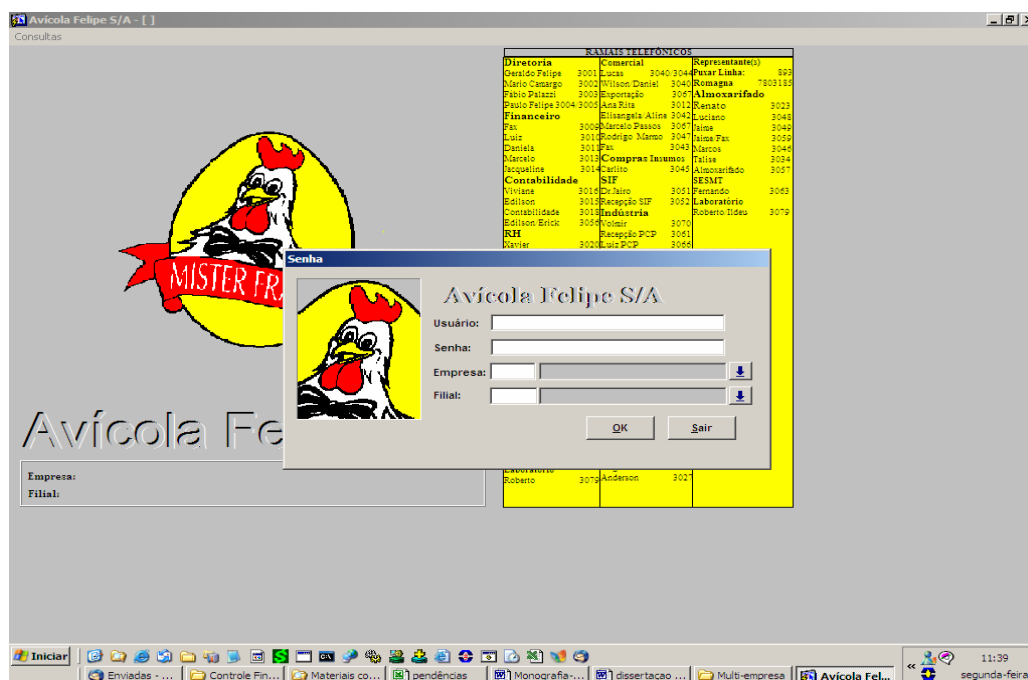 Avícola Felipe S/A - [ ]
Consultas
RAMAIS TELEFÔNICOS
Diretoria
Geraldo Felipe 3001
Mario Camargo 3002
Fábio Palazzi 3003
Paulo Felipe 3004/3005
Financeiro
Fax 3009
Luiz 3010
Daniela 3011
Marcelo 3013
Jacqueline 3014
Contabilidade
Viviane 3016
Edilson 3015
Contabilidade 3018
Edilson/Erick 3056
RH
Xavier 3020
Comercial
Lucas 3040/3044
Wilson/Daniel 3040
Exportação 3067
Ana Rita 3012
Elisangela/Aline 3042
Marcelo Passos 3067
Rodrigo 3047
Fax 3043
Compras Insumos
Carlito 3045
SIF
Dr.Jairo 3051
Recepção SIF 3052
Indústria
Volmir 3070
Recepção PCP 3061
Luiz PCP 3066
Representante(s)
Puxar Linha: 893
Romagna 7803185
Almoxarifado
Renato 3023
Luciano 3048
Jaime 3049
Jaime/Fax 3059
Marcos 3046
Talise 3034
Almoxarifado 3057
SESMT
Fernando 3063
Laboratório
Roberto/Ildeu 3079
MISTER FR
Senha
Avícola Felipe S/A
Usuário:
Senha:
Empresa:
Filial:
OK Sair
Avícola Fe
Empresa:
Filial:
Laboratório
Roberto 3079
Anderson 3027
Iniciar
11:39
Enviadas - ... Controle Fin... Materiais co... pendências Monografia-... dissertacao ... Multi-empresa Avícola Fel...
segunda-feira